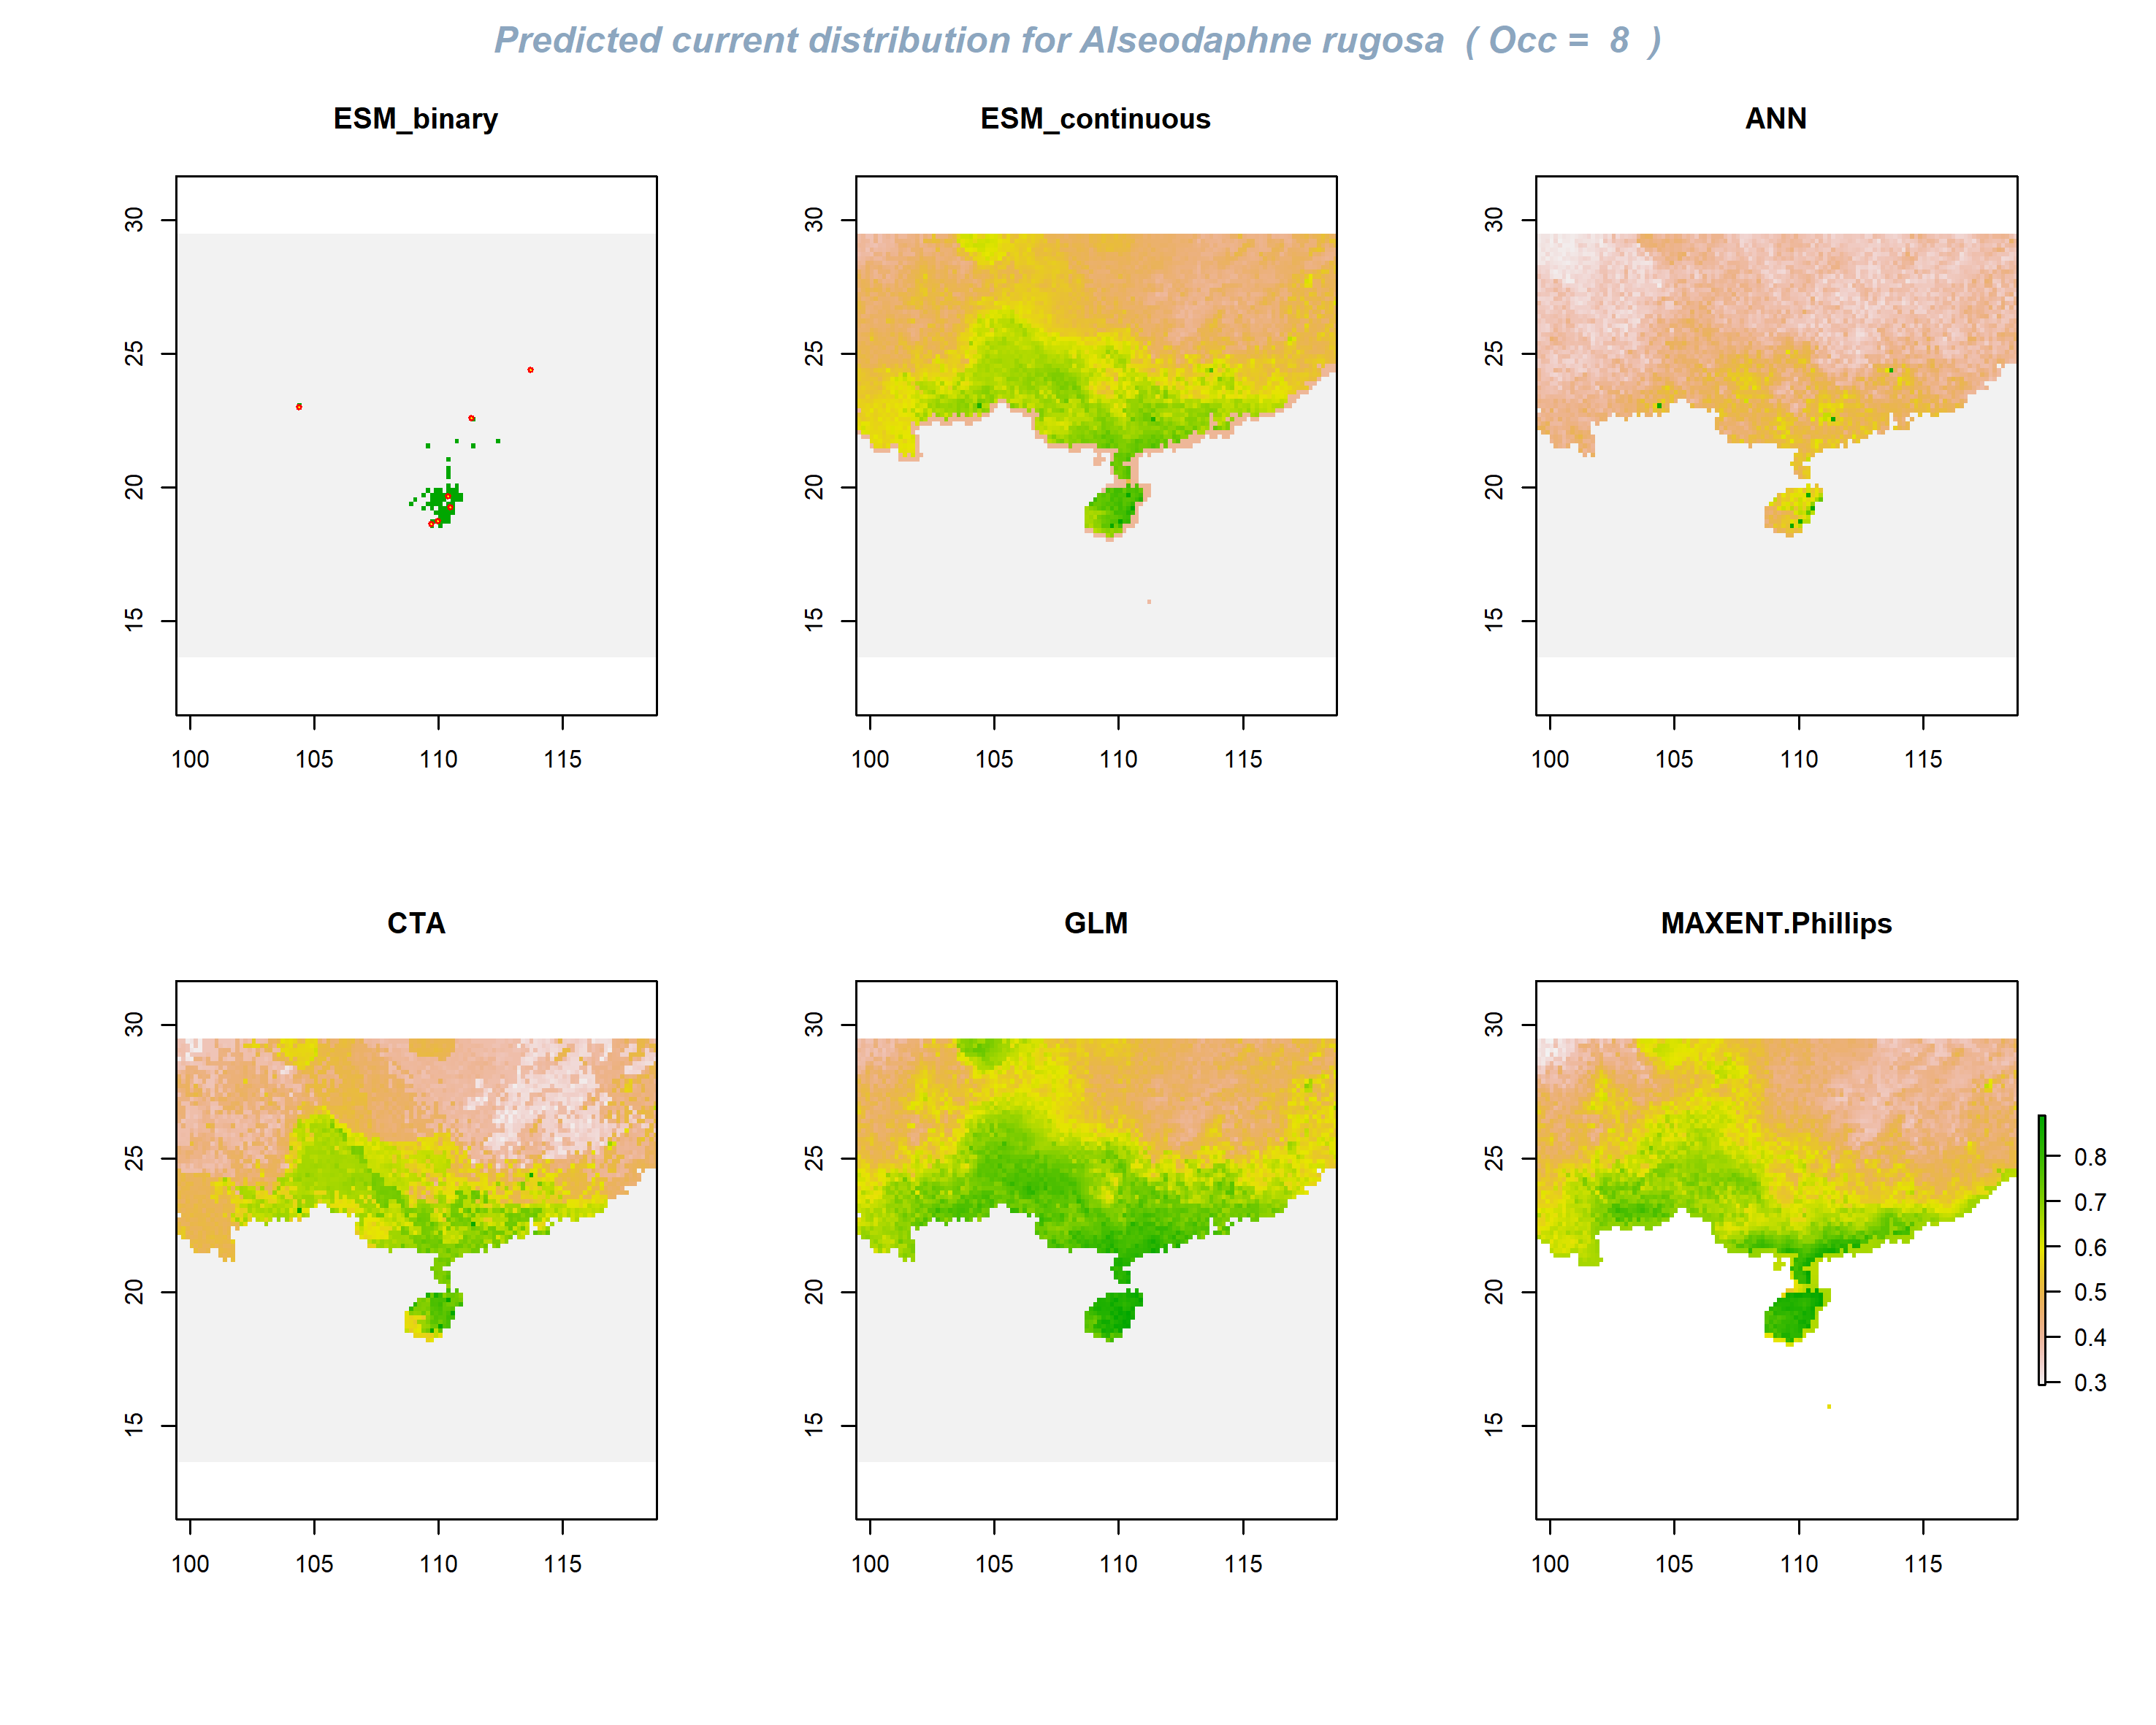 Predicted current distribution for Alseodaphne rugosa ( Occ = 8 )
ESM_binary
ESM_continuous
ANN
30
25
20
15
100 105 110 115
30
25
20
15
100 105 110 115
30
25
20
15
100 105 110 115
CTA
GLM
MAXENT.Phillips
30
25
20
15
100 105 110 115
30
25
20
15
100 105 110 115
30
25
20
15
100 105 110 115
0.8
0.7
0.6
0.5
0.4
0.3